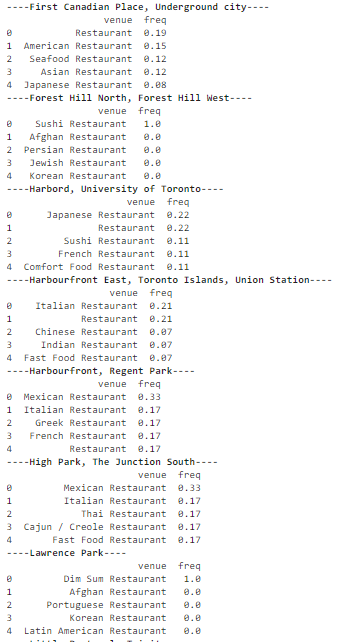 ----First Canadian Place, Underground city----
venue freq
0 Restaurant 0.19
1 American Restaurant 0.15
2 Seafood Restaurant 0.12
3 Asian Restaurant 0.12
4 Japanese Restaurant 0.08
----Forest Hill North, Forest Hill West----
venue freq
0 Sushi Restaurant 1.0
1 Afghan Restaurant 0.0
2 Persian Restaurant 0.0
3 Jewish Restaurant 0.0
4 Korean Restaurant 0.0
----Harbord, University of Toronto----
venue freq
0 Japanese Restaurant 0.22
1 Restaurant 0.22
2 Sushi Restaurant 0.11
3 French Restaurant 0.11
4 Comfort Food Restaurant 0.11
----Harbourfront East, Toronto Islands, Union Station----
venue freq
0 Italian Restaurant 0.21
1 Restaurant 0.21
2 Chinese Restaurant 0.07
3 Indian Restaurant 0.07
4 Fast Food Restaurant 0.07
----Harbourfront, Regent Park----
venue freq
0 Mexican Restaurant 0.33
1 Italian Restaurant 0.17
2 Greek Restaurant 0.17
3 French Restaurant 0.17
4 Restaurant 0.17
----High Park, The Junction South----
venue freq
0 Mexican Restaurant 0.33
1 Italian Restaurant 0.17
2 Thai Restaurant 0.17
3 Cajun / Creole Restaurant 0.17
4 Fast Food Restaurant 0.17
----Lawrence Park----
venue freq
0 Dim Sum Restaurant 1.0
1 Afghan Restaurant 0.0
2 Portuguese Restaurant 0.0
3 Korean Restaurant 0.0
4 Latin American Restaurant 0.0